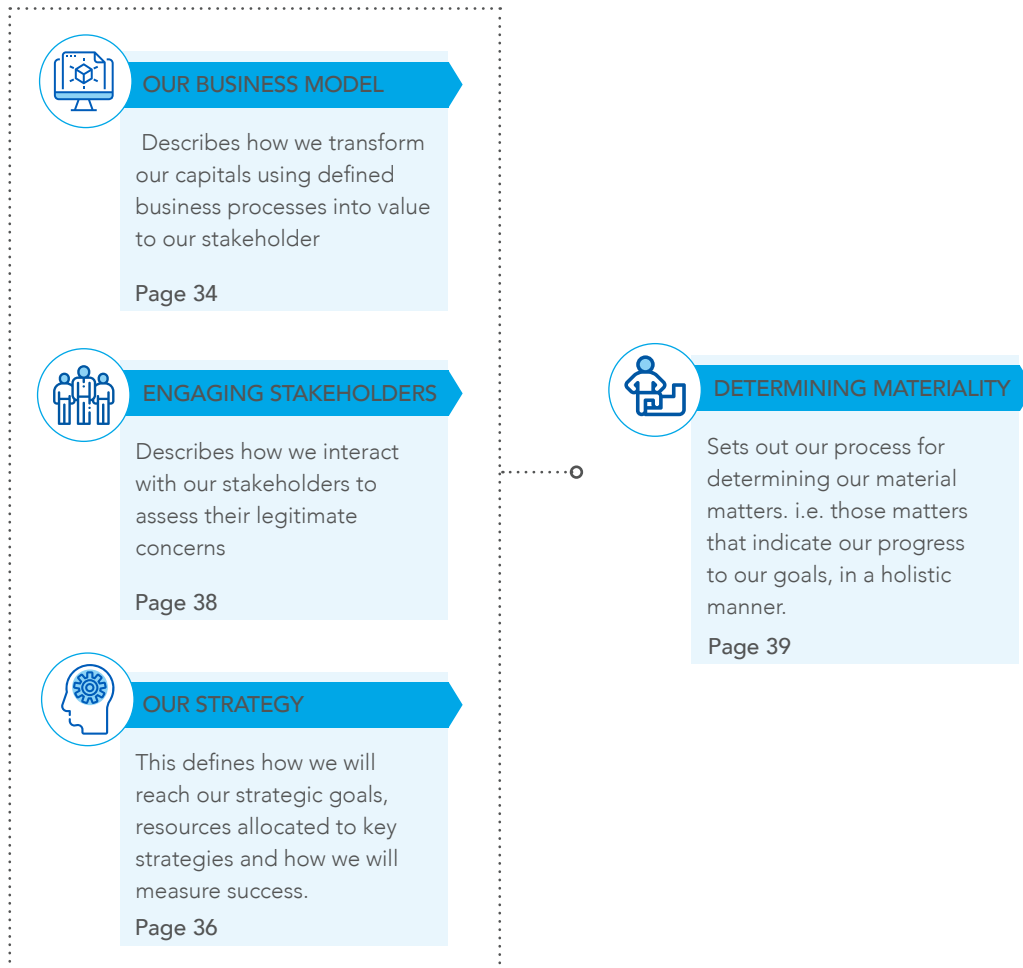 OUR BUSINESS MODEL
Describes how we transform
our capitals using defined
business processes into value
to our stakeholder
Page 34
ENGAGING STAKEHOLDERS
Describes how we interact
with our stakeholders to
assess their legitimate
concerns
Page 38
OUR STRATEGY
This defines how we will
reach our strategic goals,
resources allocated to key
strategies and how we will
measure success.
Page 36
DETERMINING MATERIALITY
Sets out our process for
determining our material
matters. i.e. those matters
that indicate our progress
to our goals, in a holistic
manner.
Page 39